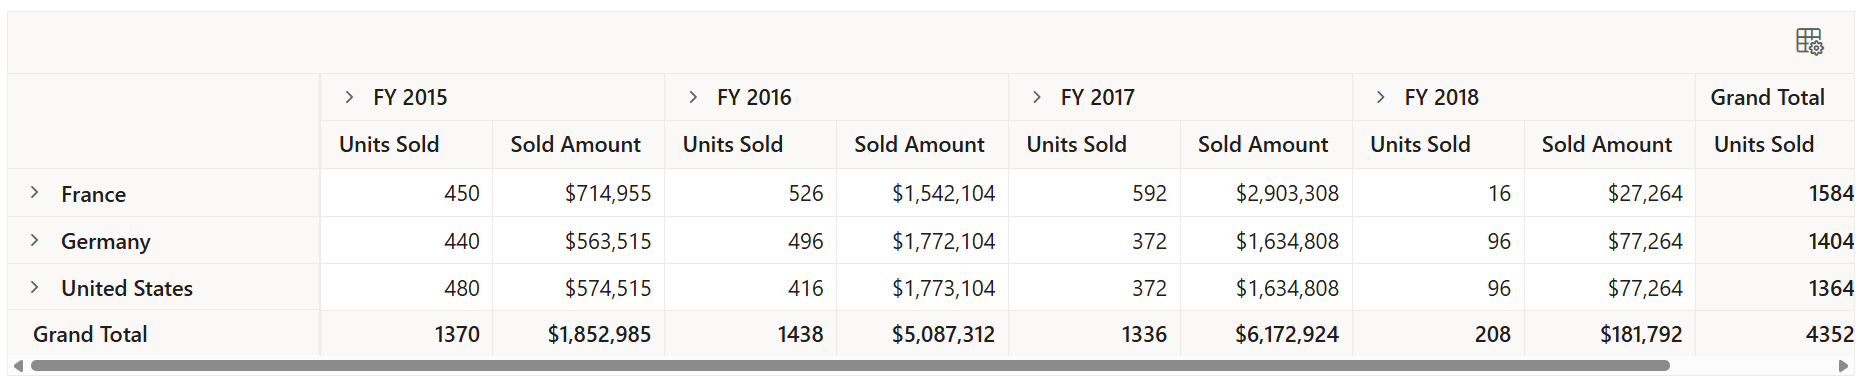 FY 2015 FY 2016 FY 2017 FY 2018 Grand Total
Units Sold Sold Amount Units Sold Sold Amount Units Sold Sold Amount Units Sold Sold Amount Units Sold
France 450 $714,955 526 $1,542,104 592 $2,903,308 16 $27,264 1584
Germany 440 $563,515 496 $1,772,104 372 $1,634,808 96 $77,264 1404
United States 480 $574,515 416 $1,773,104 372 $1,634,808 96 $77,264 1364
Grand Total 1370 $1,852,985 1438 $5,087,312 1336 $6,172,924 208 $181,792 4352